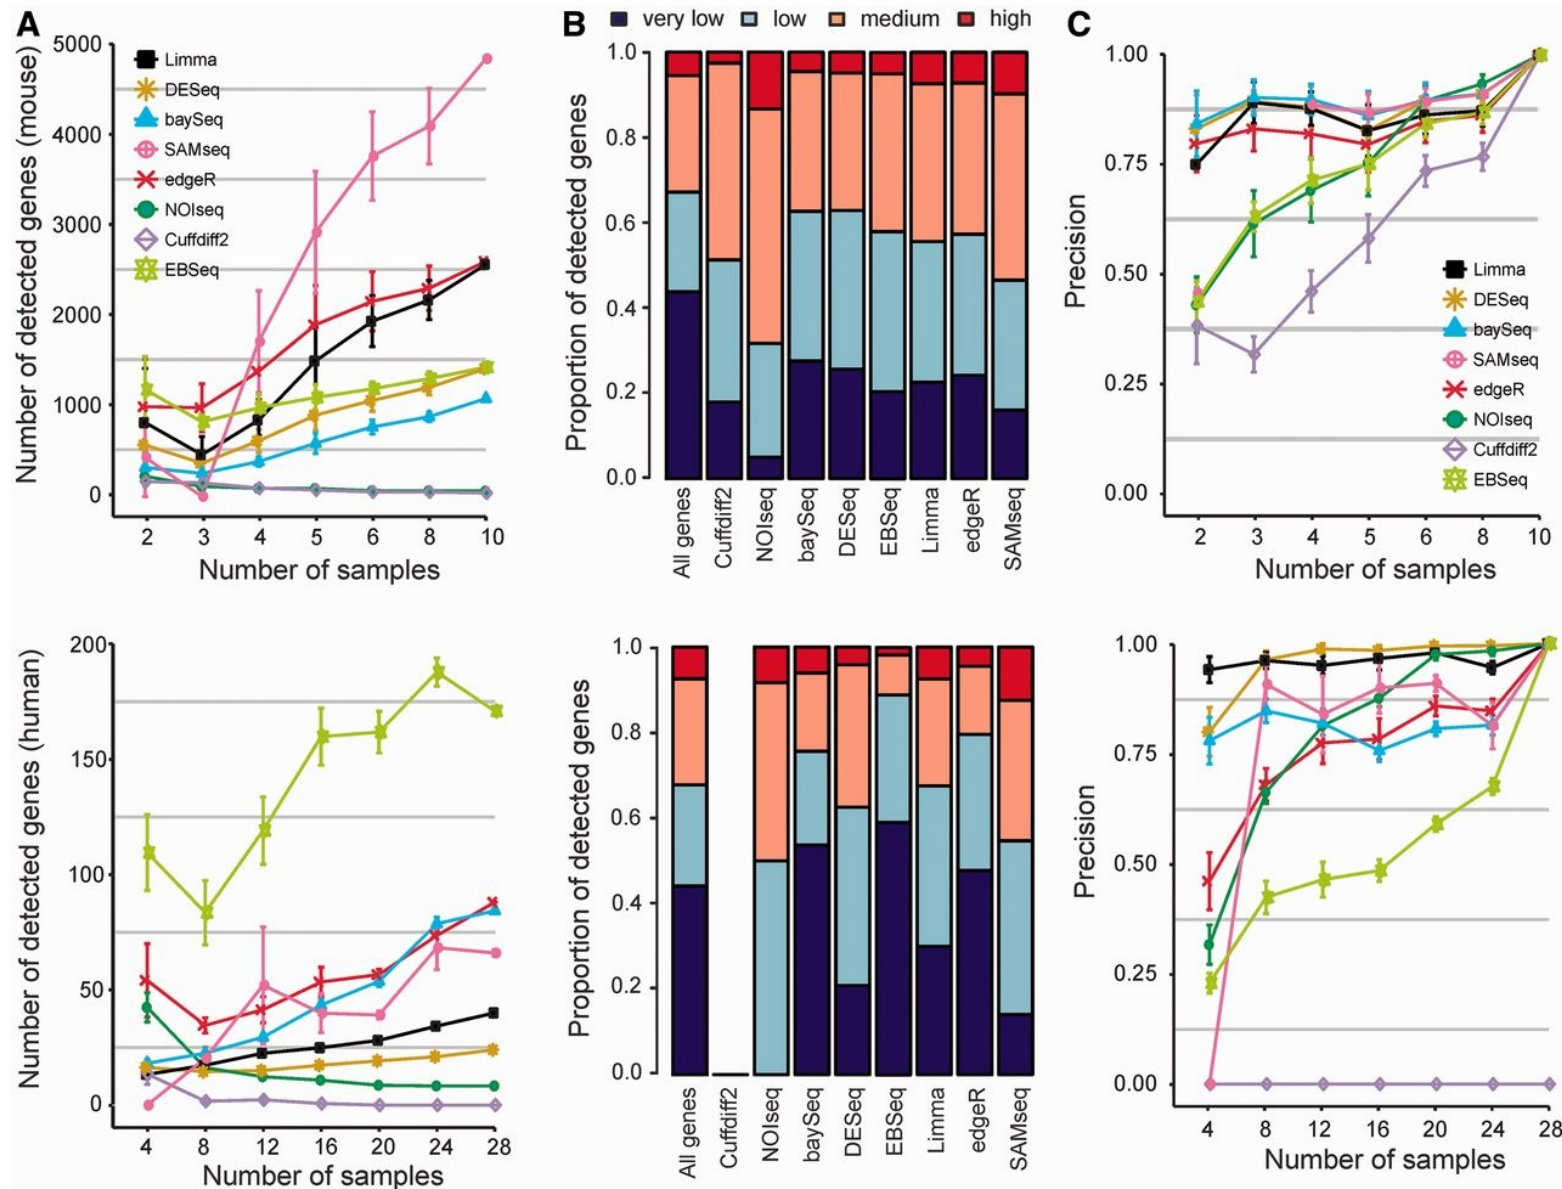 A
Number of detected genes (mouse)
5000
4000
3000
2000
1000
0
Limma
DESeq
baySeq
SAMseq
edgeR
NOIseq
Cuffdiff2
EBSeq
2 3 4 5 6 8 10
Number of samples
B
very low low medium high
Proportion of detected genes
1.0
0.8
0.6
0.4
0.2
0.0
All genes
Cuffdiff2
NOIseq
baySeq
DESeq
EBSeq
Limma
edgeR
SAMseq
C
Precision
1.00
0.75
0.50
0.25
0.00
Limma
DESeq
baySeq
SAMseq
edgeR
NOIseq
Cuffdiff2
EBSeq
2 3 4 5 6 8 10
Number of samples
Number of detected genes (human)
200
150
100
50
0
4 8 12 16 20 24 28
Number of samples
Proportion of detected genes
1.0
0.8
0.6
0.4
0.2
0.0
All genes
Cuffdiff2
NOIseq
baySeq
DESeq
EBSeq
Limma
edgeR
SAMseq
Precision
1.00
0.75
0.50
0.25
0.00
4 8 12 16 20 24 28
Number of samples